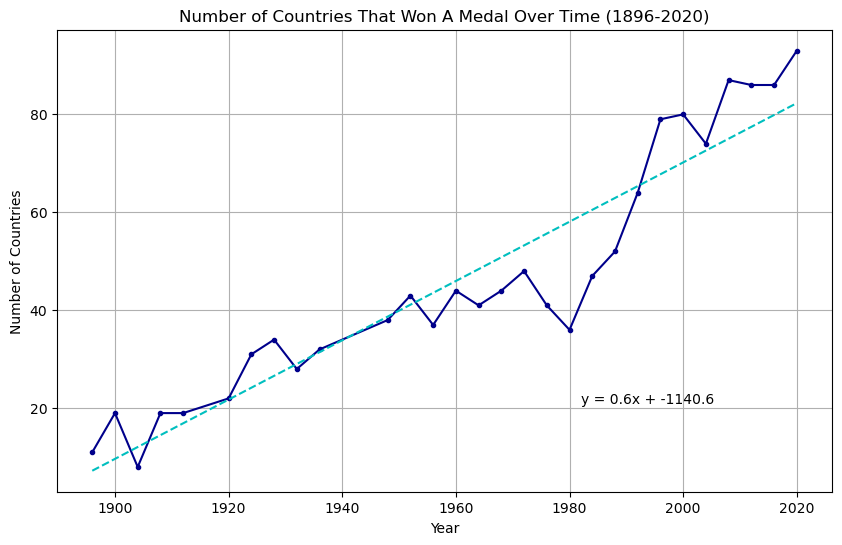 Number of Countries That Won A Medal Over Time (1896-2020)
80
60
40
20
Number of Countries
y = 0.6x + -1140.6
1900 1920 1940 1960 1980 2000 2020
Year